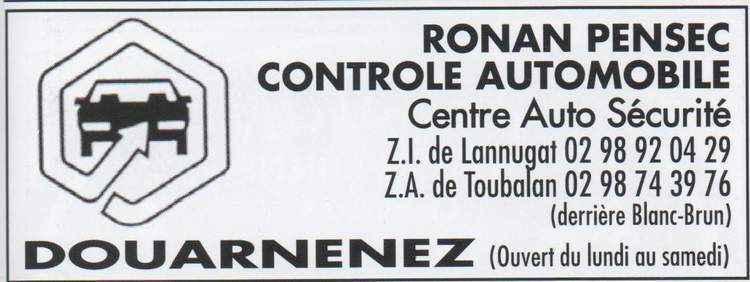 RONAN PENSEC
CONTROLE AUTOMOBILE
Centre Auto Sécurité
Z.I. de Lannugat 02 98 92 04 29
Z.A. de Toubalan 02 98 74 39 76
(derrière Blanc-Brun)
DOUARNENEZ (Ouvert du lundi au samedi)